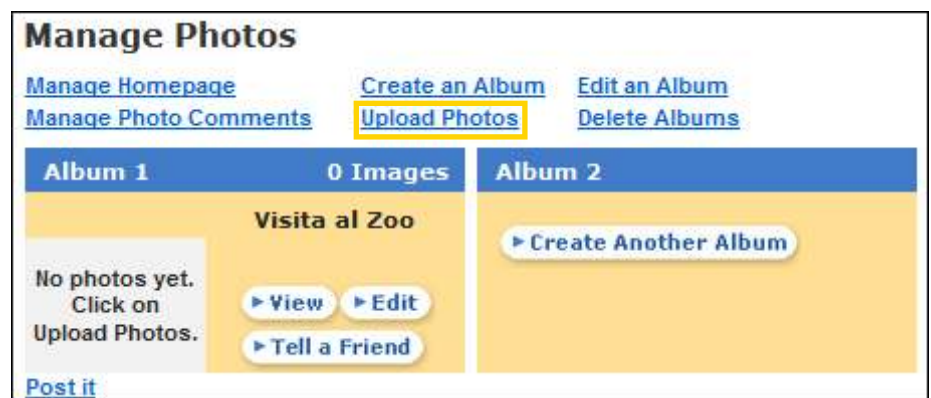 Manage Photos
Manage Homepage Create an Album Edit an Album
Manage Photo Comments Upload Photos Delete Albums
Album 1 0 Images Album 2
Visita al Zoo
Create Another Album
No photos yet.
Click on
Upload Photos.
View Edit
Tell a Friend
Post it